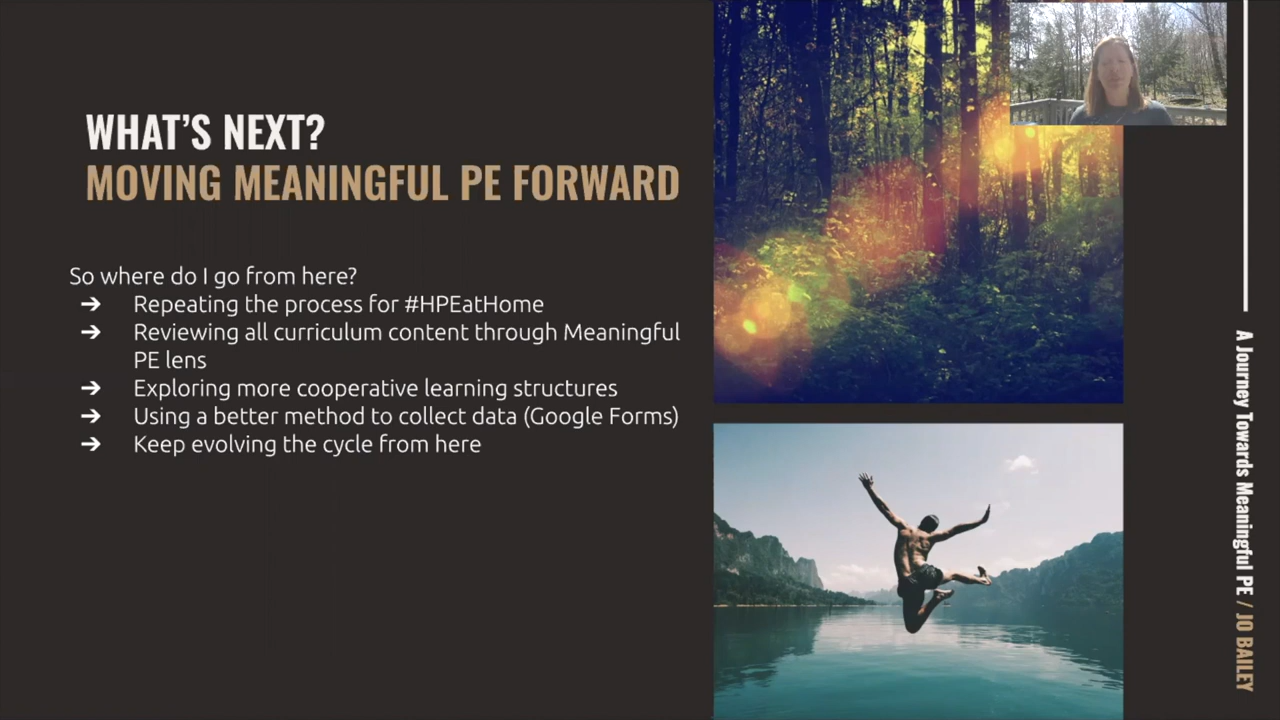 WHAT'S NEXT?
MOVING MEANINGFUL PE FORWARD
So where do I go from here?
➔ Repeating the process for #HPEatHome
➔ Reviewing all curriculum content through Meaningful
PE lens
➔ Exploring more cooperative learning structures
➔ Using a better method to collect data (Google Forms)
➔ Keep evolving the cycle from here
A Journey Towards Meaningful PE / JO BAILEY